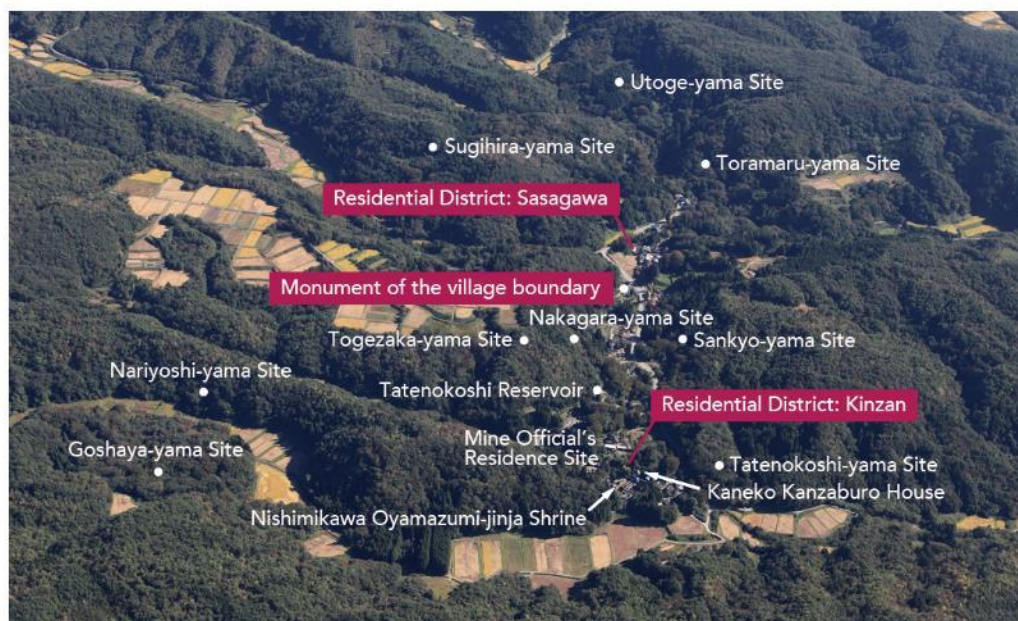 Utoge-yama Site
Sugihira-yama Site
Toramaru-yama Site
Residential District: Sasagawa
Monument of the village boundary
Nakagara-yama Site
Togezaka-yama Site
Sankyo-yama Site
Nariyoshi-yama Site
Tatenokoshi Reservoir
Residential District: Kinzan
Mine Official's
Residence Site
Goshaya-yama Site
Tatenokoshi-yama Site
Kaneko Kanzaburo House
Nishimikawa Oyamazumi-jinja Shrine